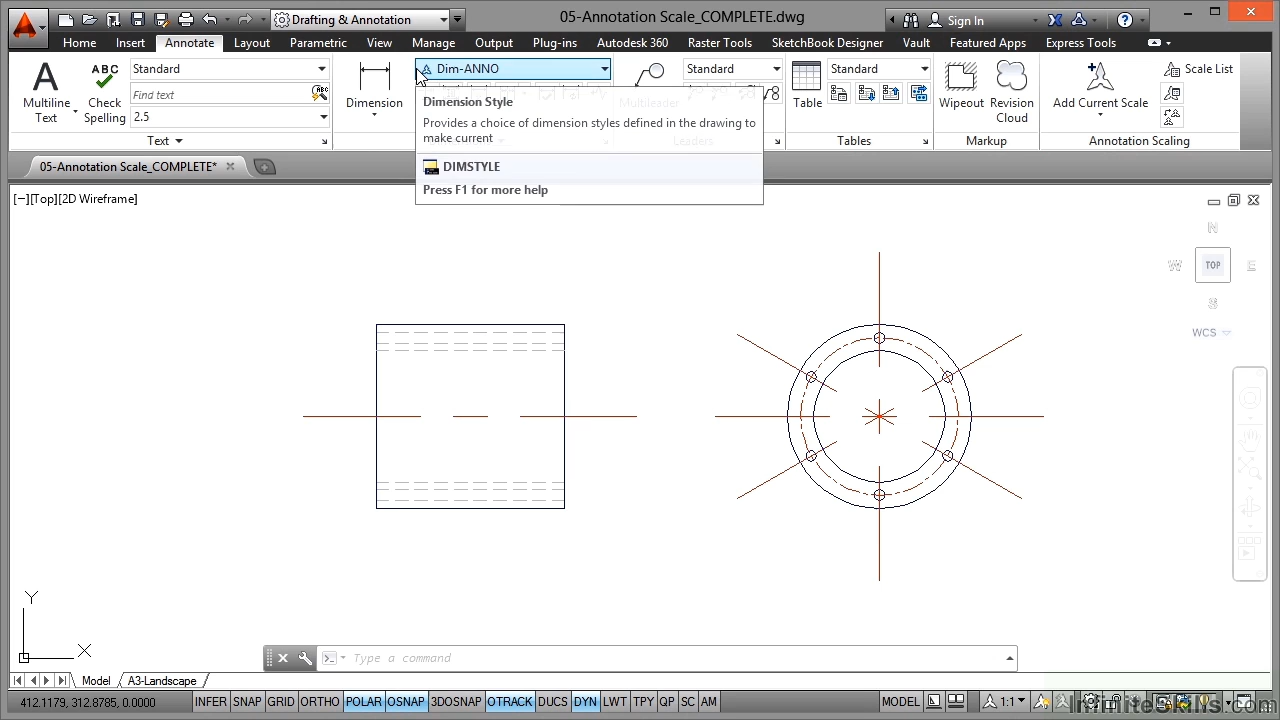 Drafting & Annotation
05-Annotation Scale_COMPLETE.dwg
Sign In
Home Insert Annotate Layout Parametric View Manage Output Plug-ins Autodesk 360 Raster Tools SketchBook Designer Vault Featured Apps Express Tools
Multiline Text
ABC
Check Spelling
Standard
Find text
ABC
2.5
Text
Dimension
Dim-ANNO
Dimension Style
Provides a choice of dimension styles defined in the drawing to
make current
DIMSTYLE
Press F1 for more help
Multileader
Standard
Leaders
Table
Standard
Tables
Wipeout
Revision Cloud
Markup
Add Current Scale
Scale List
Annotation Scaling
05-Annotation Scale_COMPLETE*
[−][Top][2D Wireframe]
N
W TOP E
S
WCS
Y
X
Type a command
Model A3-Landscape
412.1179, 312.8785, 0.0000
INFER SNAP GRID ORTHO POLAR OSNAP 3DOSNAP OTRACK DUCS DYN LWT TPY QP SC AM
MODEL
1:1
InfiniteSkills.com